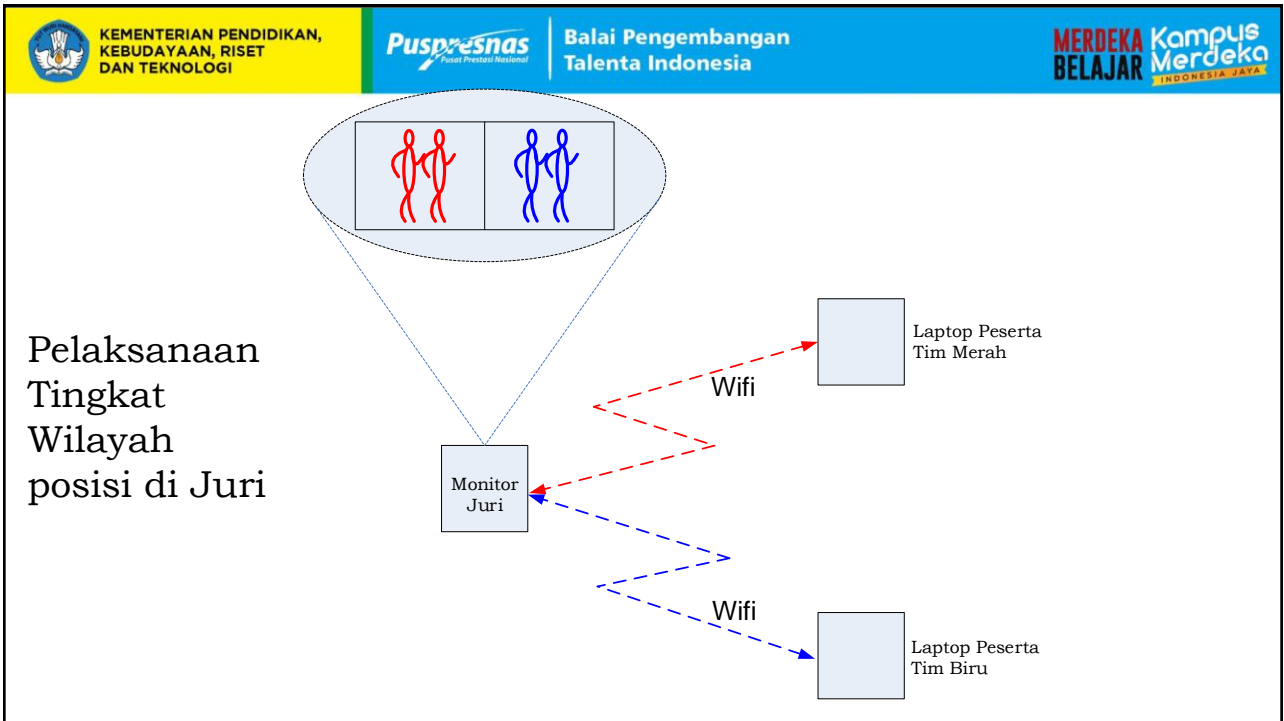 KEMENTERIAN PENDIDIKAN,
KEBUDAYAAN, RISET
DAN TEKNOLOGI
Puspresnas
Pusat Prestasi Nasional
Balai Pengembangan
Talenta Indonesia
MERDEKA
BELAJAR
Kampus
Merdeka
INDONESIA JAYA
Pelaksanaan
Tingkat
Wilayah
posisi di Juri
Monitor
Juri
Wifi
Laptop Peserta
Tim Merah
Wifi
Laptop Peserta
Tim Biru